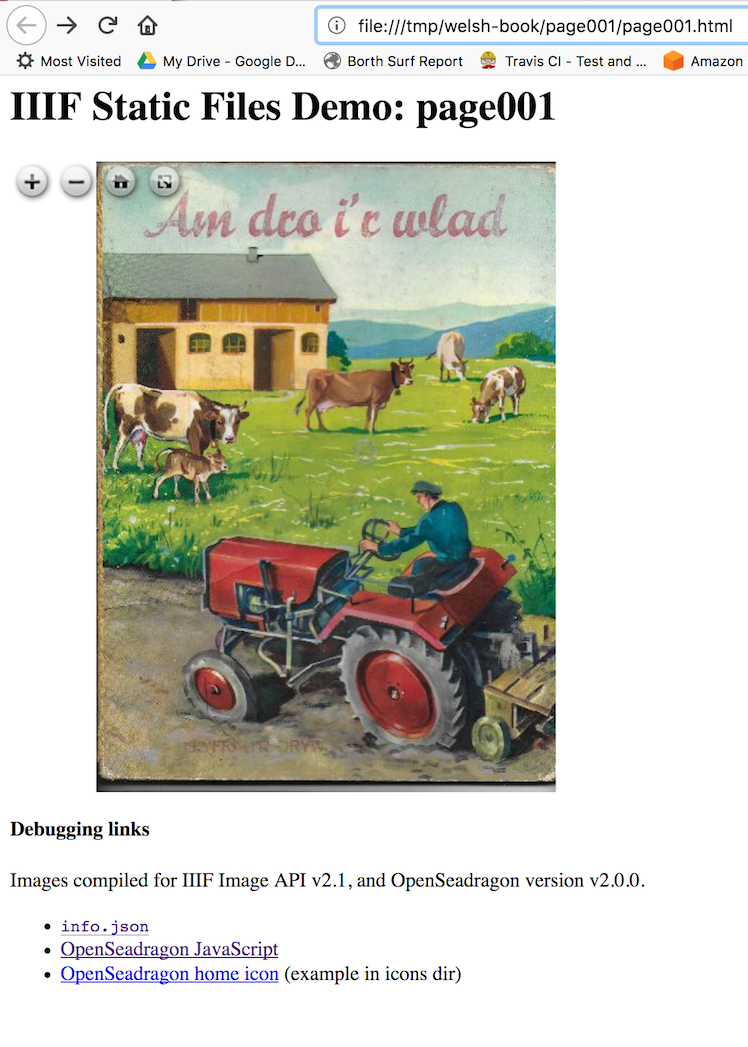 file:///tmp/welsh-book/page001/page001.html
Most Visited My Drive - Google D... Borth Surf Report Travis CI - Test and ... Amazon
IIIF Static Files Demo: page001
Am dro i'r wlad
Debugging links
Images compiled for IIIF Image API v2.1, and OpenSeadragon version v2.0.0.
info.json
OpenSeadragon JavaScript
OpenSeadragon home icon (example in icons dir)